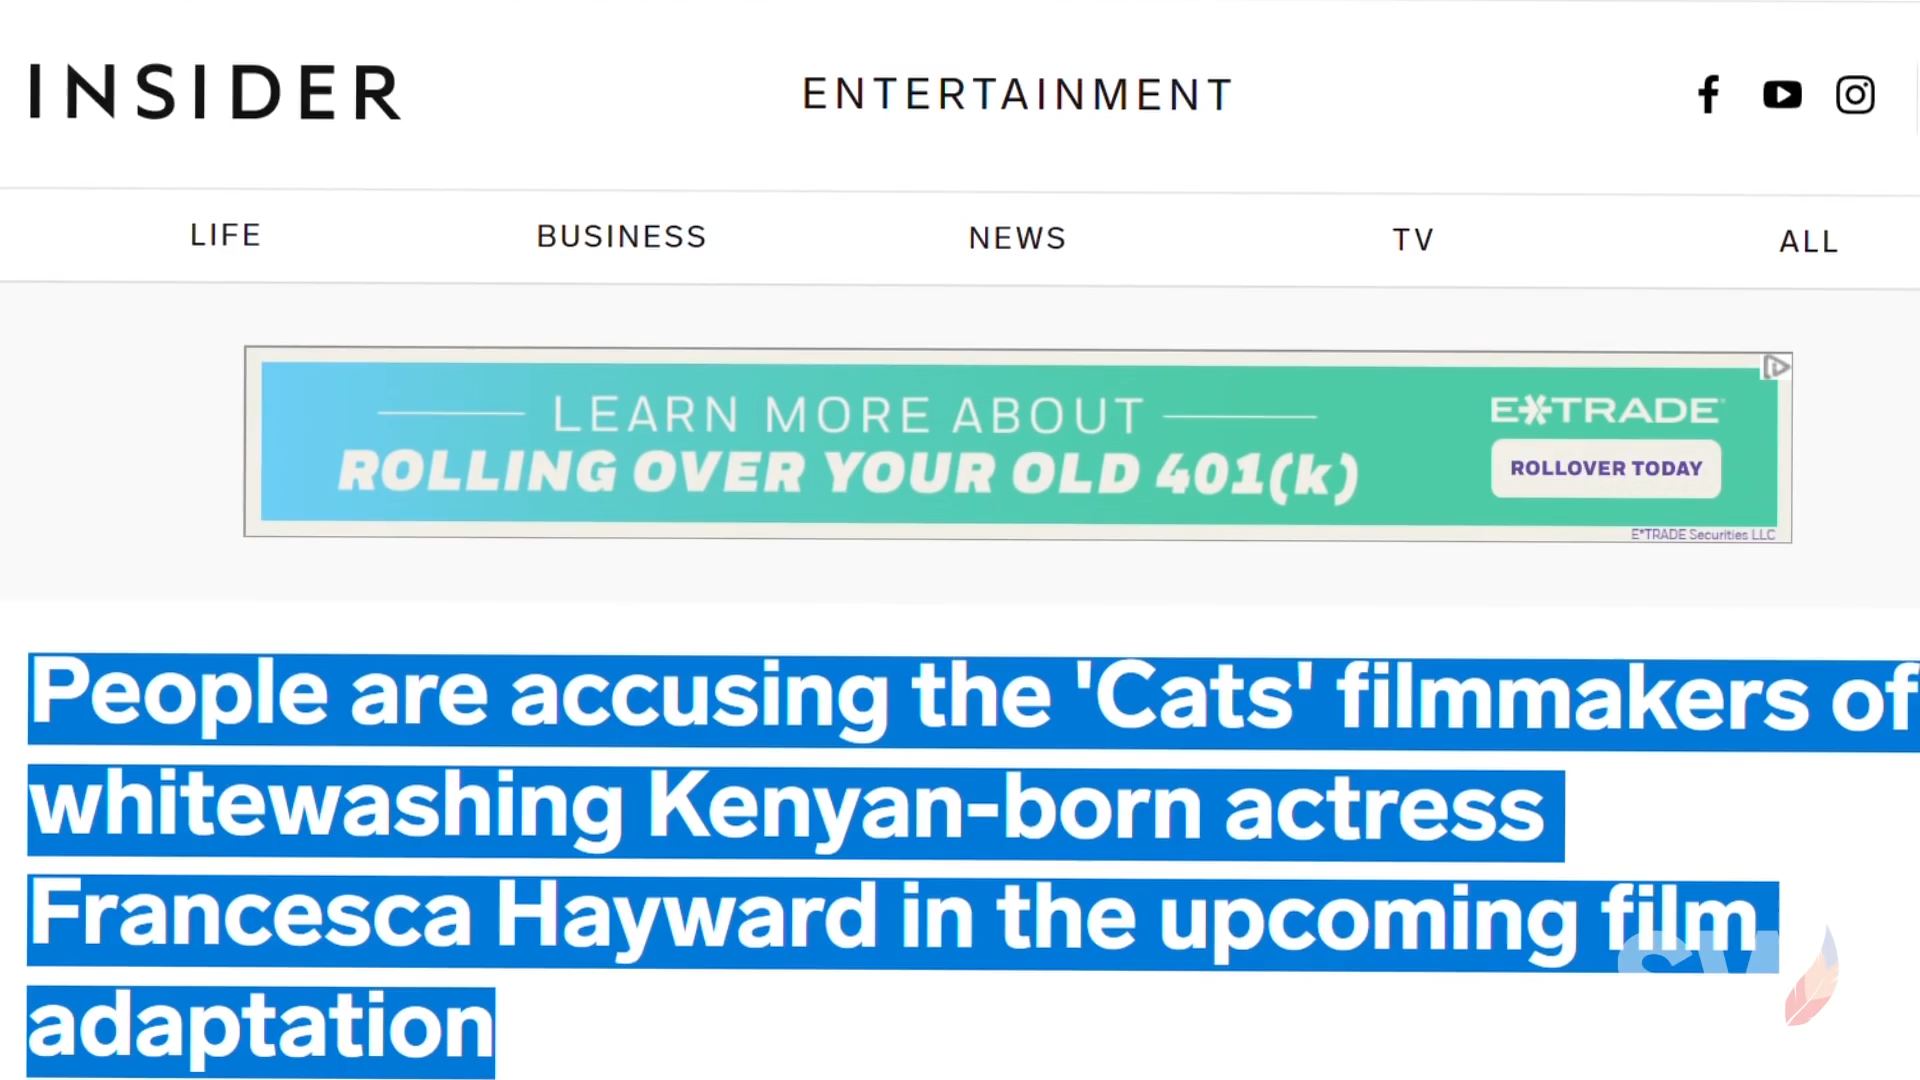 INSIDER
ENTERTAINMENT
LIFE
BUSINESS
NEWS
TV
ALL
LEARN MORE ABOUT
ROLLING OVER YOUR OLD 401(k)
E*TRADE
ROLLOVER TODAY
E*TRADE Securities LLC
People are accusing the 'Cats' filmmakers of
whitewashing Kenyan-born actress
Francesca Hayward in the upcoming film
adaptation